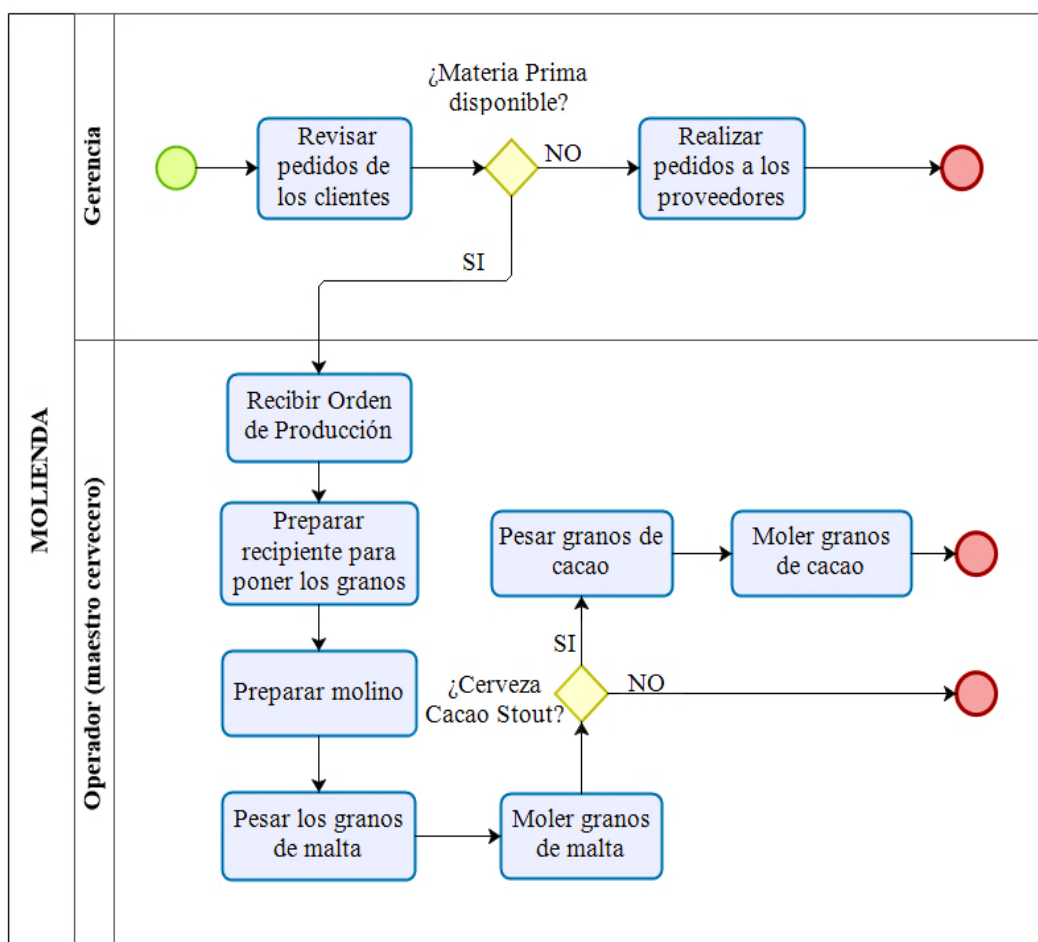 MOLIENDA
Gerencia
¿Materia Prima
disponible?
Revisar
pedidos de
los clientes
NO
Realizar
pedidos a los
proveedores
SI
Operador (maestro cervecero)
Recibir Orden
de Producción
Preparar
recipiente para
poner los granos
Preparar molino
Pesar los granos
de malta
Moler granos
de malta
¿Cerveza
Cacao Stout?
SI
NO
Pesar granos de
cacao
Moler granos
de cacao